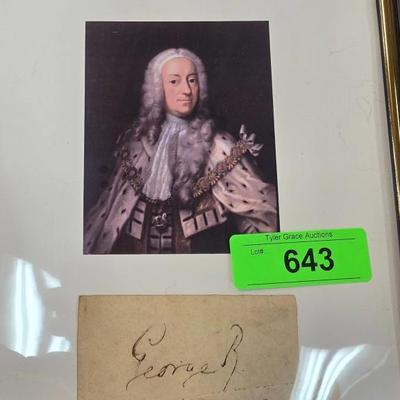 Tyler Grace Auctions
Lot#
643
George R.